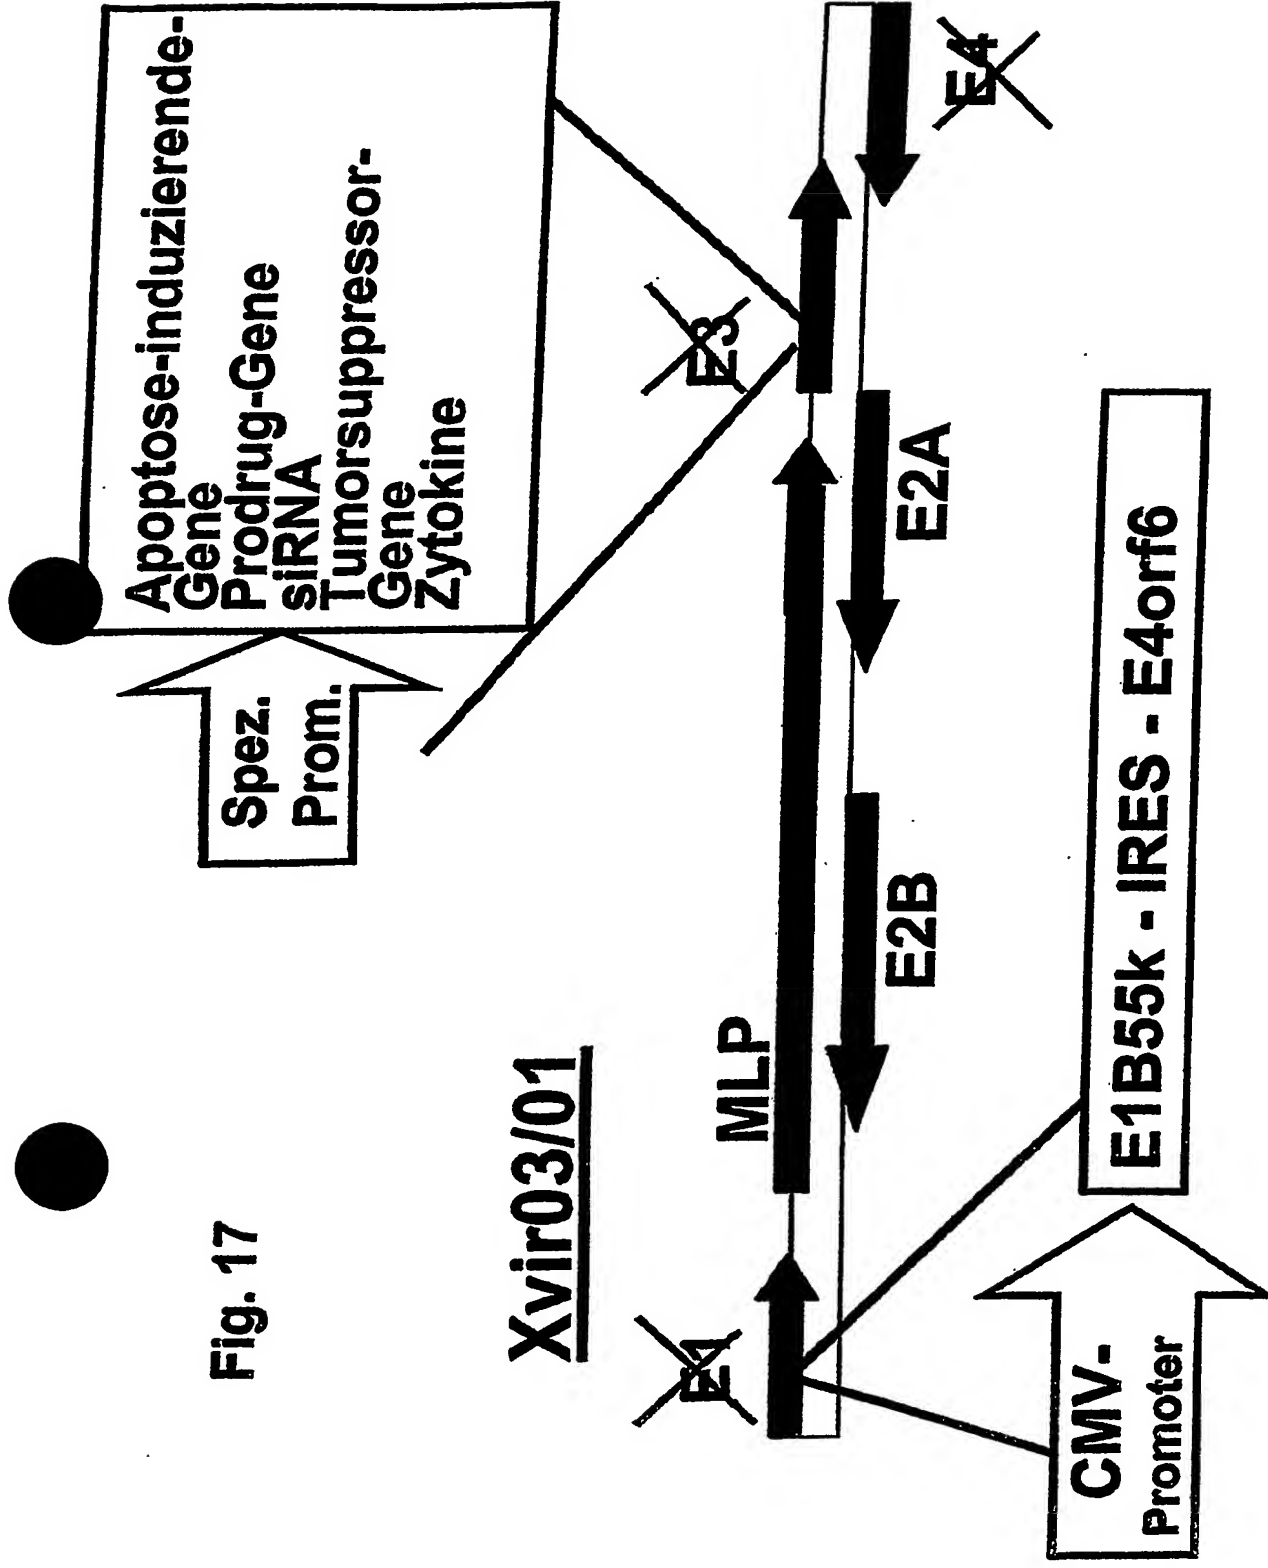 Fig. 17
Xvir03/01
Spez.
Prom.
Apoptose-induzierende-
Gene
Prodrug-Gene
siRNA
Tumorsuppressor-
Gene
Zytokine
E1
MLP
E3
E4
E2B
E2A
CMV-
Promoter
E1B55k - IRES - E4orf6